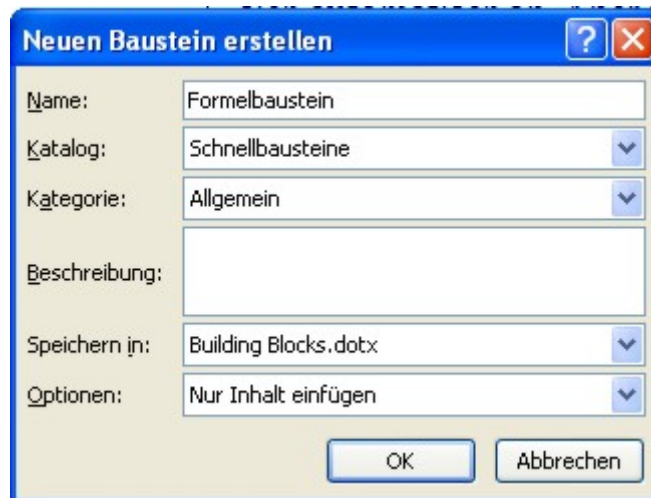 Neuen Baustein erstellen
Name: Formelbaustein
Katalog: Schnellbausteine
Kategorie: Allgemein
Beschreibung:
Speichern in: Building Blocks.dotx
Optionen: Nur Inhalt einfügen
OK Abbrechen